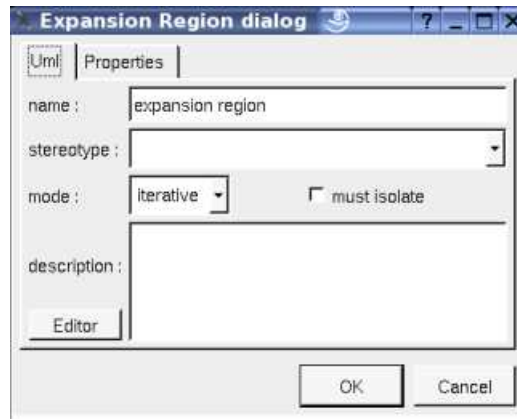 Expansion Region dialog ? _ □ X
Uml Properties
name : expansion region
stereotype :
mode : iterative must isolate
description :
Editor
OK Cancel